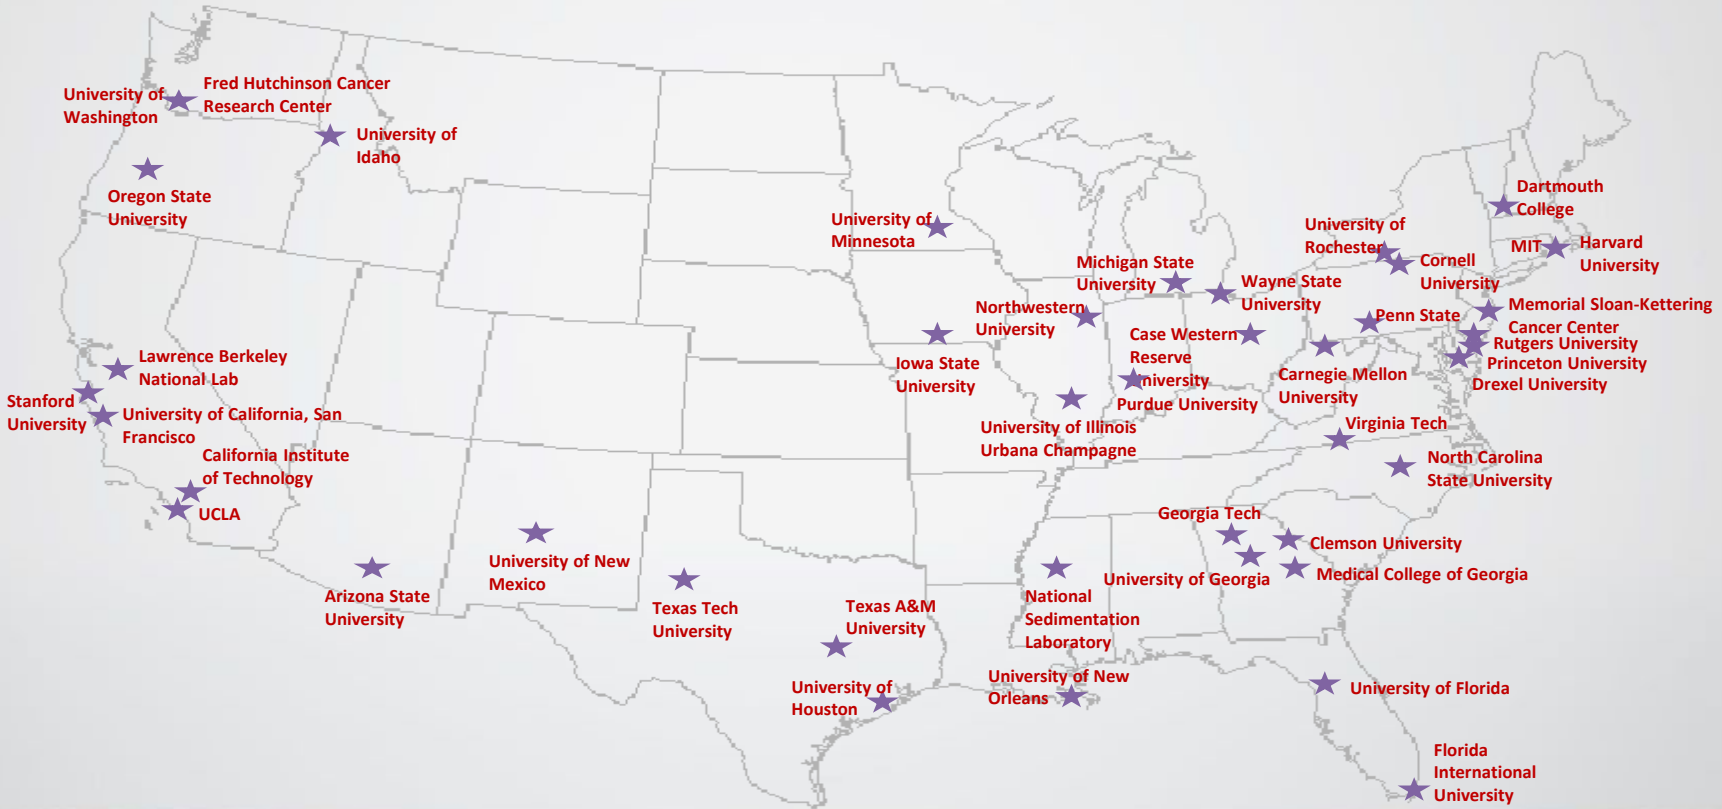 Fred Hutchinson Cancer
Research Center
University of
Washington
University of
Idaho
Oregon State
University
Lawrence Berkeley
National Lab
Stanford
University
University of California, San
Francisco
California Institute
of Technology
UCLA
Arizona State
University
University of New
Mexico
Texas Tech
University
Texas A&M
University
University of
Houston
University of
Minnesota
Iowa State
University
Michigan State
University
Northwestern
University
Wayne State
University
Case Western
Reserve
University
Purdue University
University of Illinois
Urbana Champagne
University of
Rochester
Cornell
University
Dartmouth
College
MIT
Harvard
University
Penn State
Memorial Sloan-Kettering
Cancer Center
Rutgers University
Princeton University
Drexel University
Carnegie Mellon
University
Virginia Tech
North Carolina
State University
Georgia Tech
Clemson University
University of Georgia
Medical College of Georgia
National
Sedimentation
Laboratory
University of New
Orleans
University of Florida
Florida
International
University